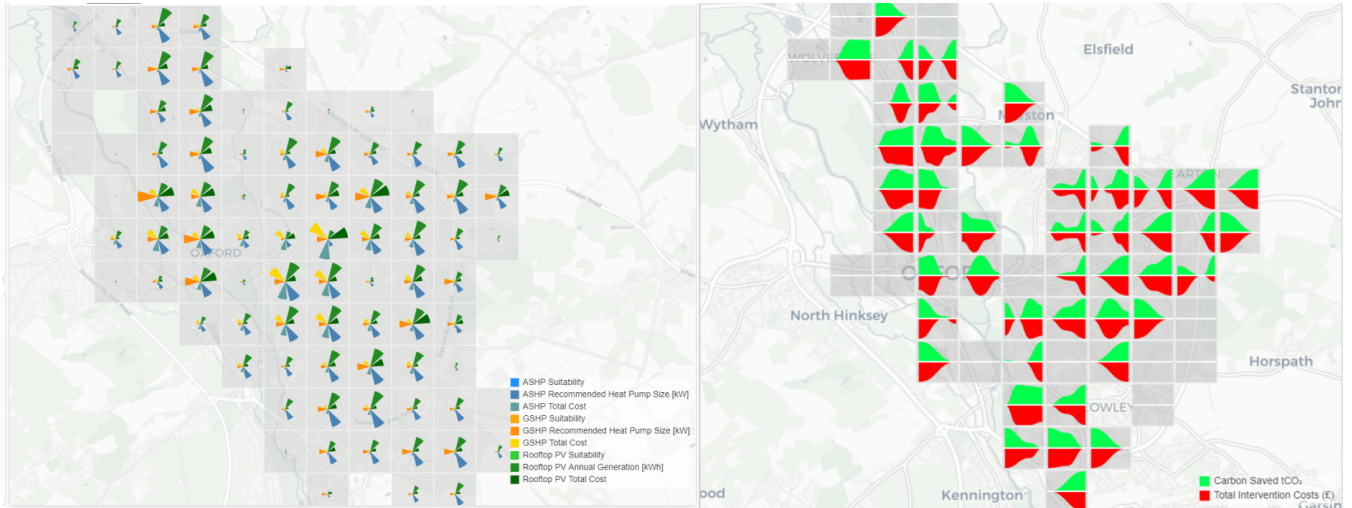 OXFORD
London Road
ASHP Suitability
ASHP Recommended Heat Pump Size [kW]
ASHP Total Cost
GSHP Suitability
GSHP Recommended Heat Pump Size [kW]
GSHP Total Cost
Rooftop PV Suitability
Rooftop PV Annual Generation [kWh]
Rooftop PV Total Cost
Elsfield
Stanton
John
Wytham
North Hinksey
Horspath
COWLEY
Kennington
ood
Carbon Saved tCO₂
Total Intervention Costs (£)